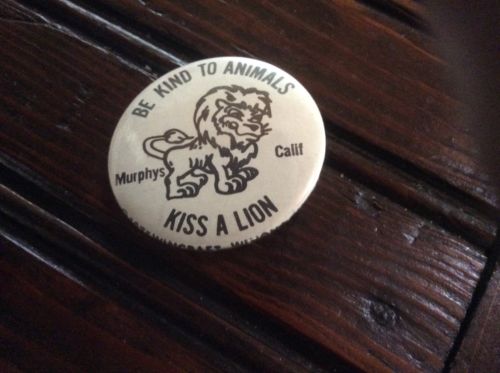 BE KIND TO ANIMALS
Murphys Calif
KISS A LION